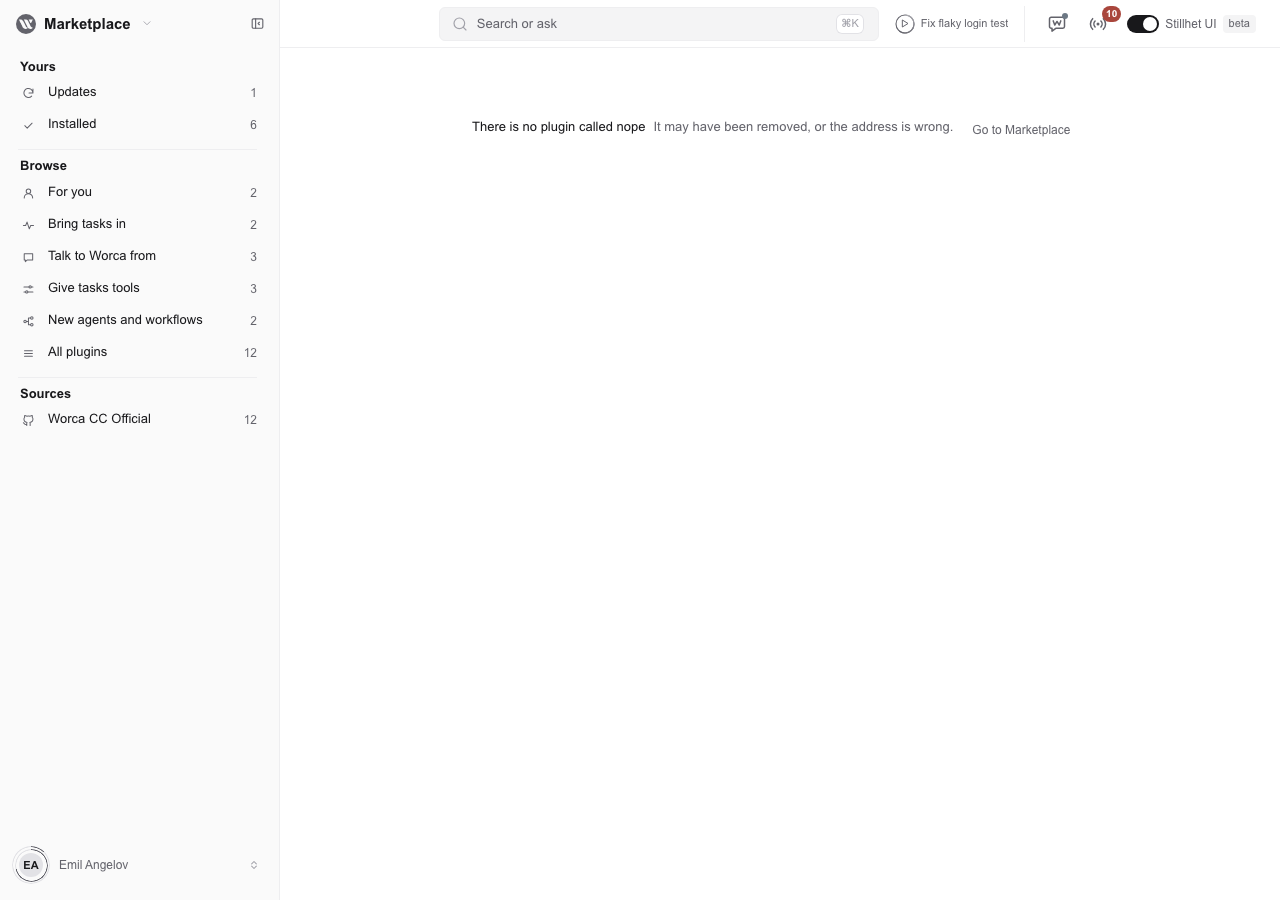 Marketplace
Search or ask
⌘K
Fix flaky login test
10
Stillhet UI
beta
Yours
Updates 1
Installed 6
Browse
For you 2
Bring tasks in 2
Talk to Worca from 3
Give tasks tools 3
New agents and workflows 2
All plugins 12
Sources
Worca CC Official 12
There is no plugin called nope It may have been removed, or the address is wrong. Go to Marketplace
EA
Emil Angelov